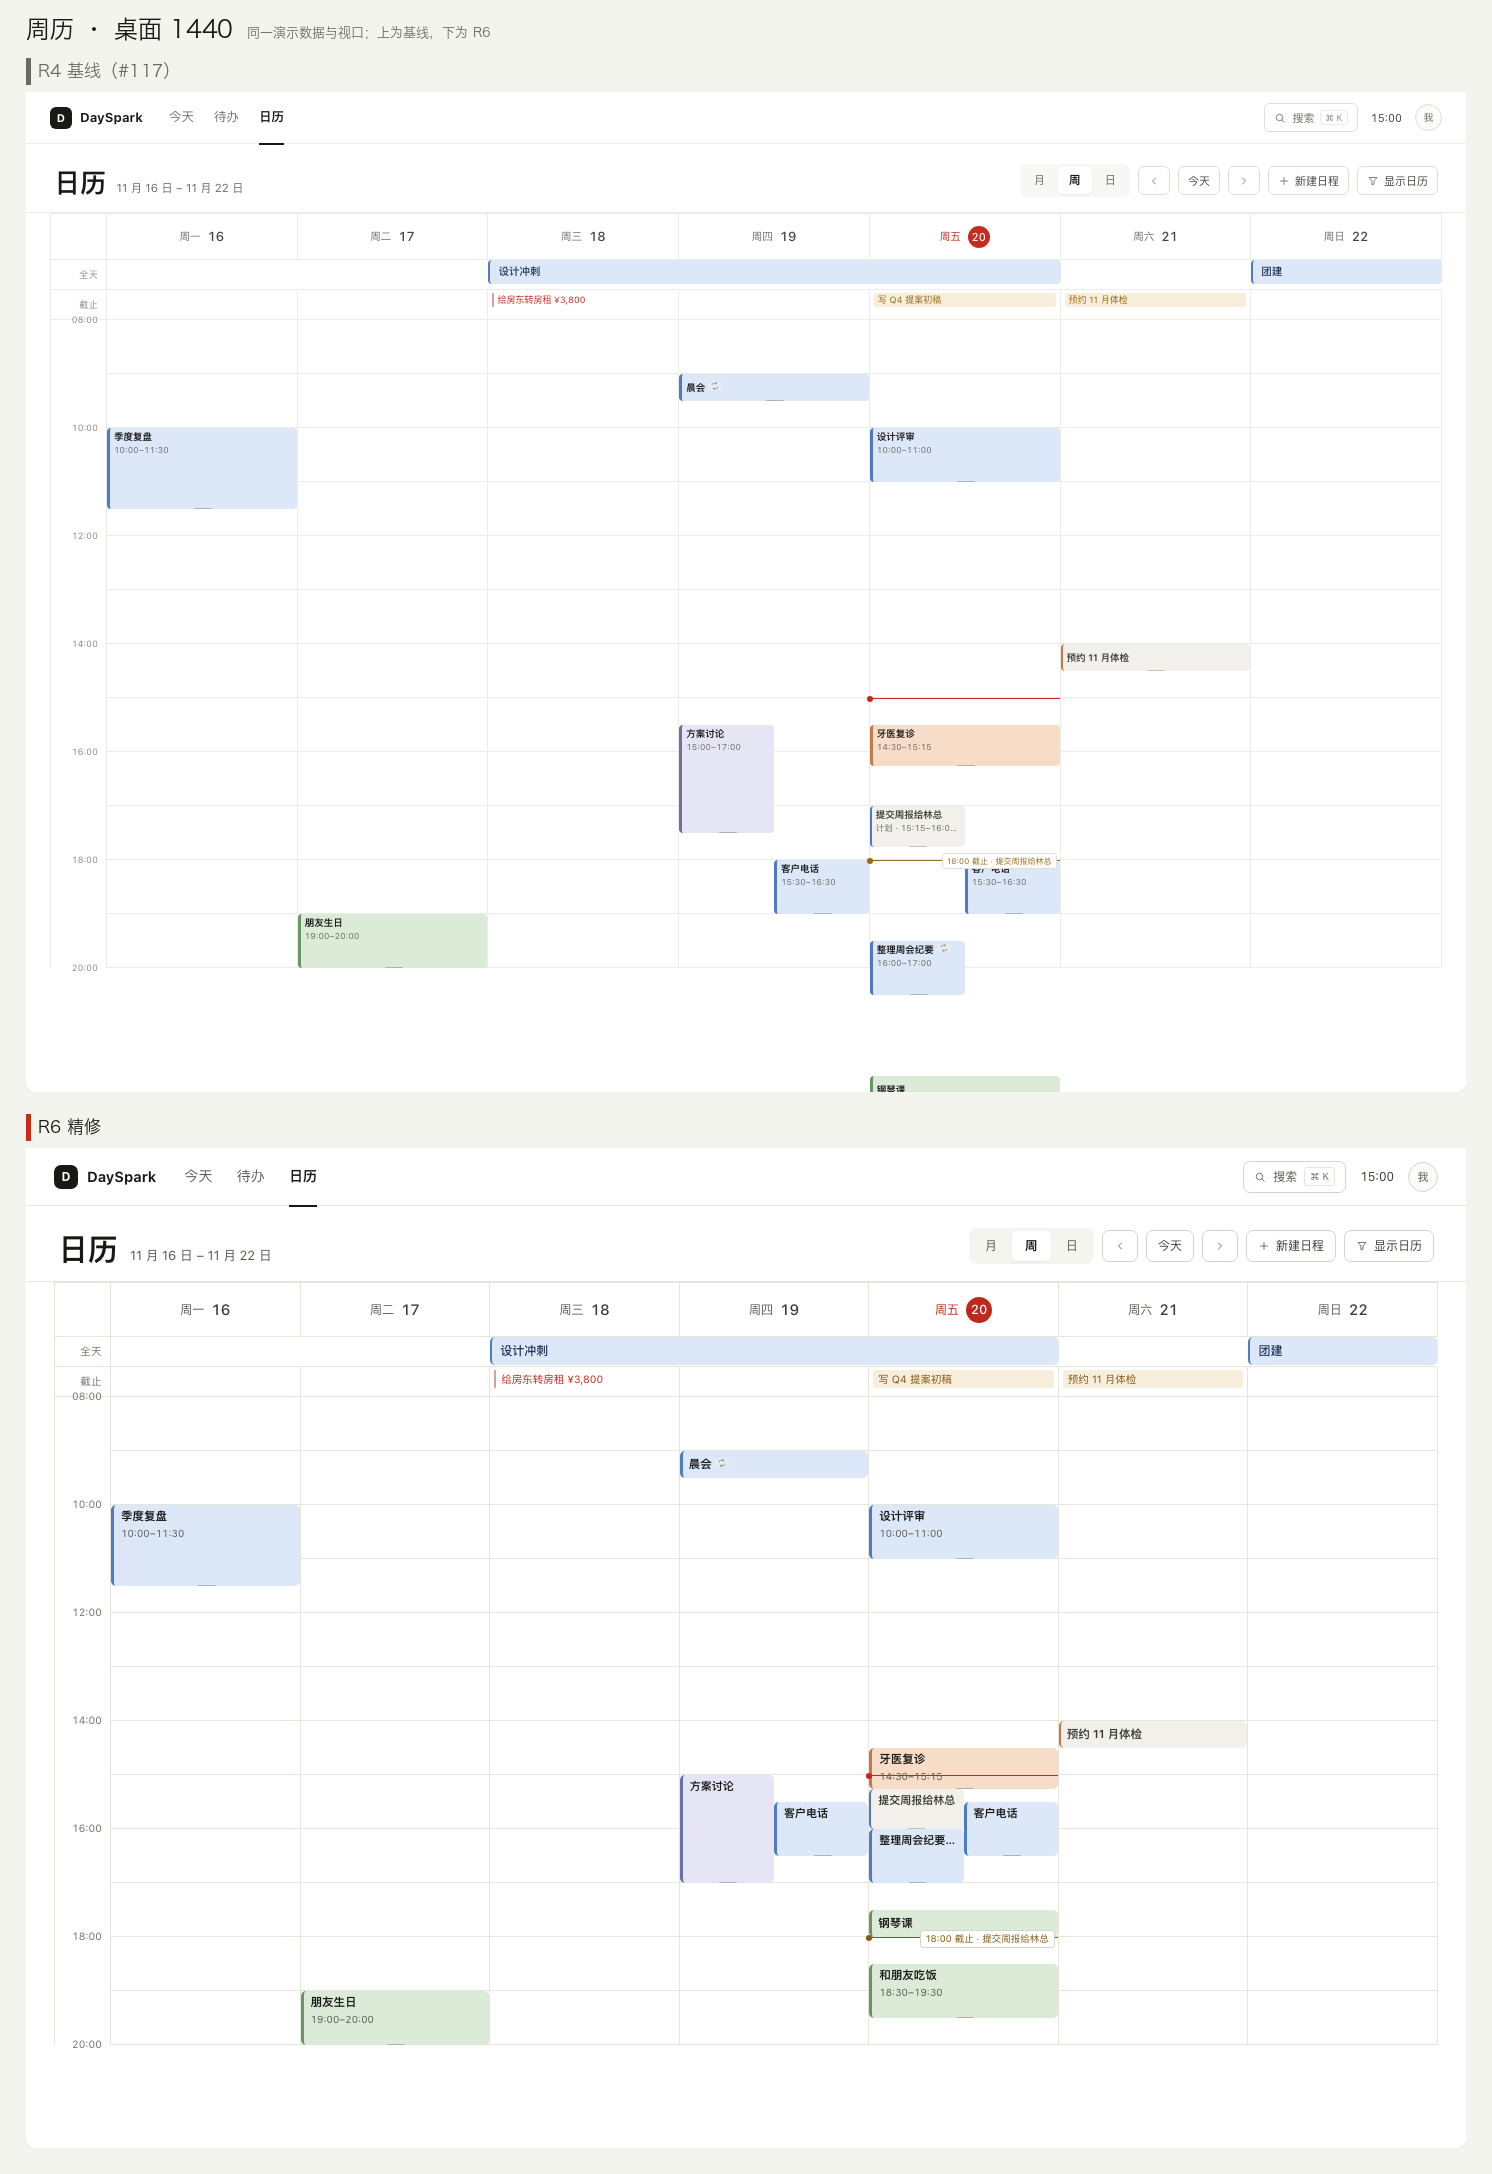 周历 · 桌面 1440 同一演示数据与视口；上为基线，下为 R6
R4 基线（#117）
D DaySpark 今天 待办 日历 搜索 ⌘ K 15:00 我
日历 11 月 16 日 – 11 月 22 日 月 周 日 ‹ 今天 › + 新建日程 显示日历
周一 16 周二 17 周三 18 周四 19 周五 20 周六 21 周日 22
全天 设计冲刺 团建
截止 给房东转房租 ¥3,800 写 Q4 提案初稿 预约 11 月体检
08:00
晨会
10:00 季度复盘 设计评审
10:00–11:30 10:00–11:00
12:00
14:00
预约 11 月体检
方案讨论 牙医复诊
16:00 15:00–17:00 14:30–15:15
提交周报给林总
计划 · 15:15–16:0...
18:00 18:00 截止 · 提交周报给林总
客户电话 客户电话
15:30–16:30 15:30–16:30
朋友生日
19:00–20:00
整理周会纪要
20:00 16:00–17:00
钢琴课
R6 精修
D DaySpark 今天 待办 日历 搜索 ⌘ K 15:00 我
日历 11 月 16 日 – 11 月 22 日 月 周 日 ‹ 今天 › + 新建日程 显示日历
周一 16 周二 17 周三 18 周四 19 周五 20 周六 21 周日 22
全天 设计冲刺 团建
截止 给房东转房租 ¥3,800 写 Q4 提案初稿 预约 11 月体检
08:00
晨会
10:00 季度复盘 设计评审
10:00–11:30 10:00–11:00
12:00
14:00
预约 11 月体检
牙医复诊
14:30–15:15
方案讨论
提交周报给林总
客户电话 客户电话
16:00
整理周会纪要...
钢琴课
18:00 18:00 截止 · 提交周报给林总
和朋友吃饭
18:30–19:30
朋友生日
19:00–20:00
20:00